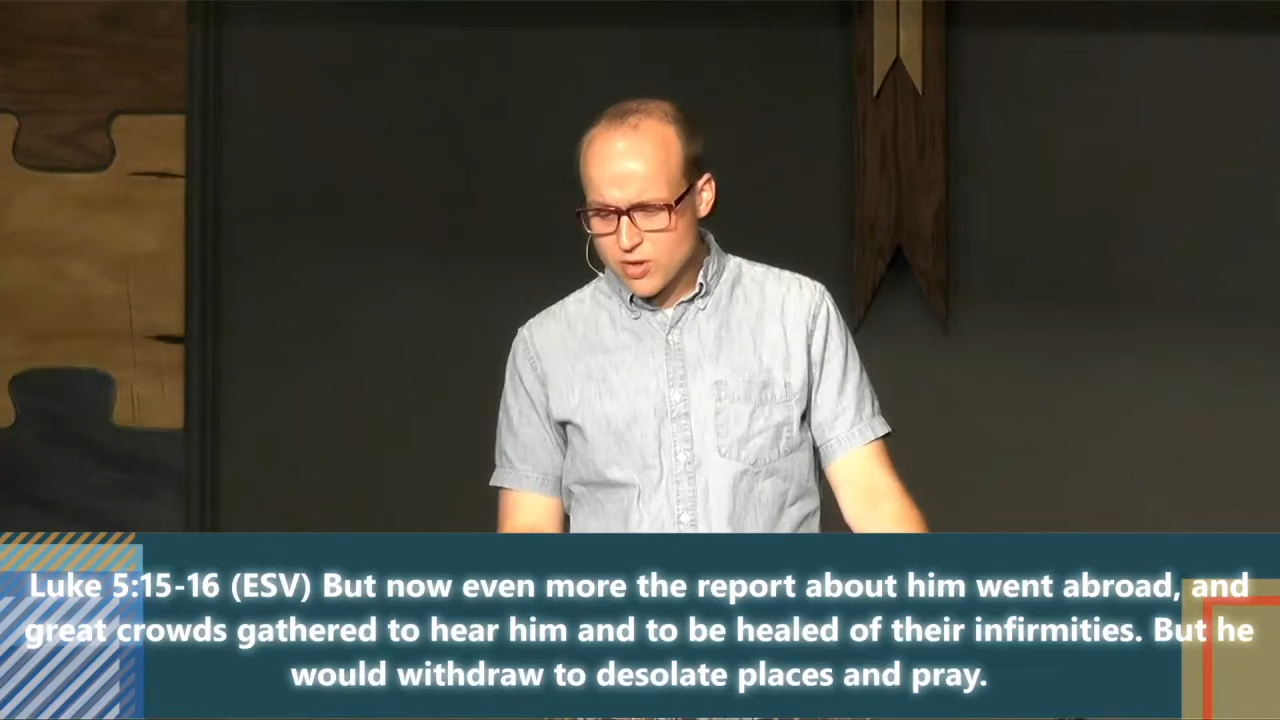 Luke 5:15-16 (ESV) But now even more the report about him went abroad, and
great crowds gathered to hear him and to be healed of their infirmities. But he
would withdraw to desolate places and pray.